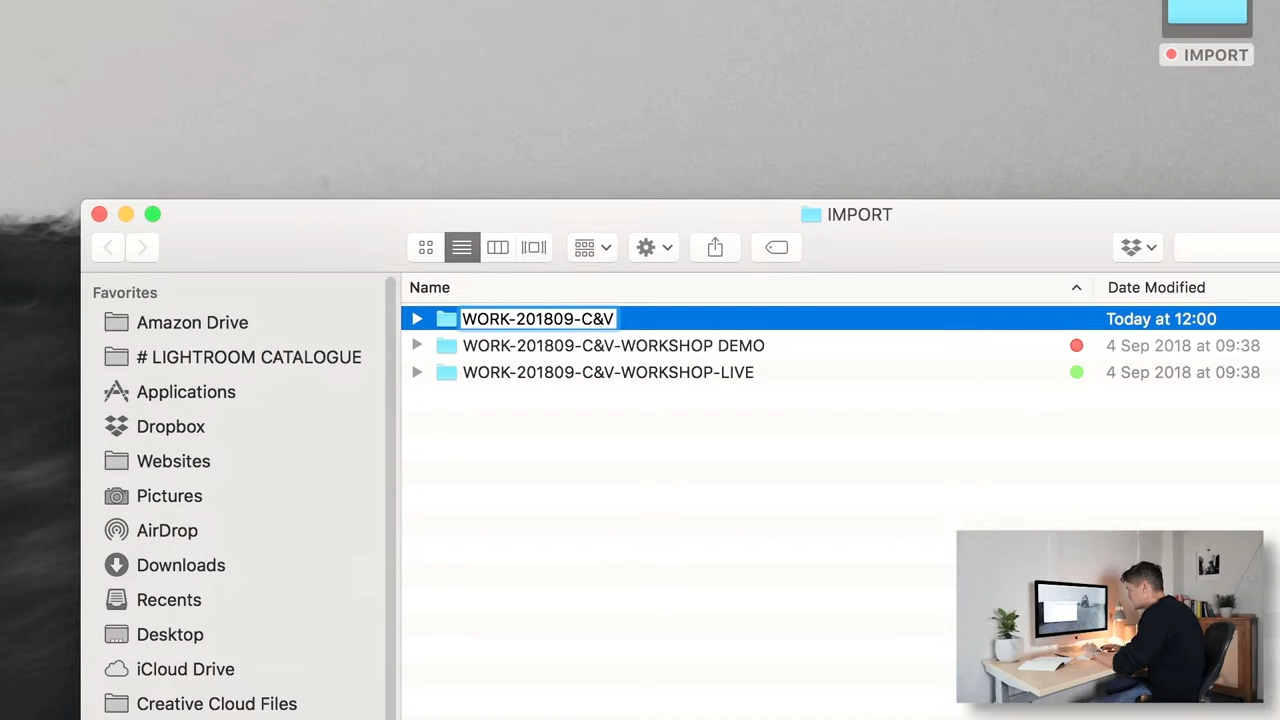 IMPORT
IMPORT
Name
Date Modified
Favorites
WORK-201809-C&V
Today at 12:00
Amazon Drive
WORK-201809-C&V-WORKSHOP DEMO
4 Sep 2018 at 09:38
# LIGHTROOM CATALOGUE
WORK-201809-C&V-WORKSHOP-LIVE
4 Sep 2018 at 09:38
Applications
Dropbox
Websites
Pictures
AirDrop
Downloads
Recents
Desktop
iCloud Drive
Creative Cloud Files